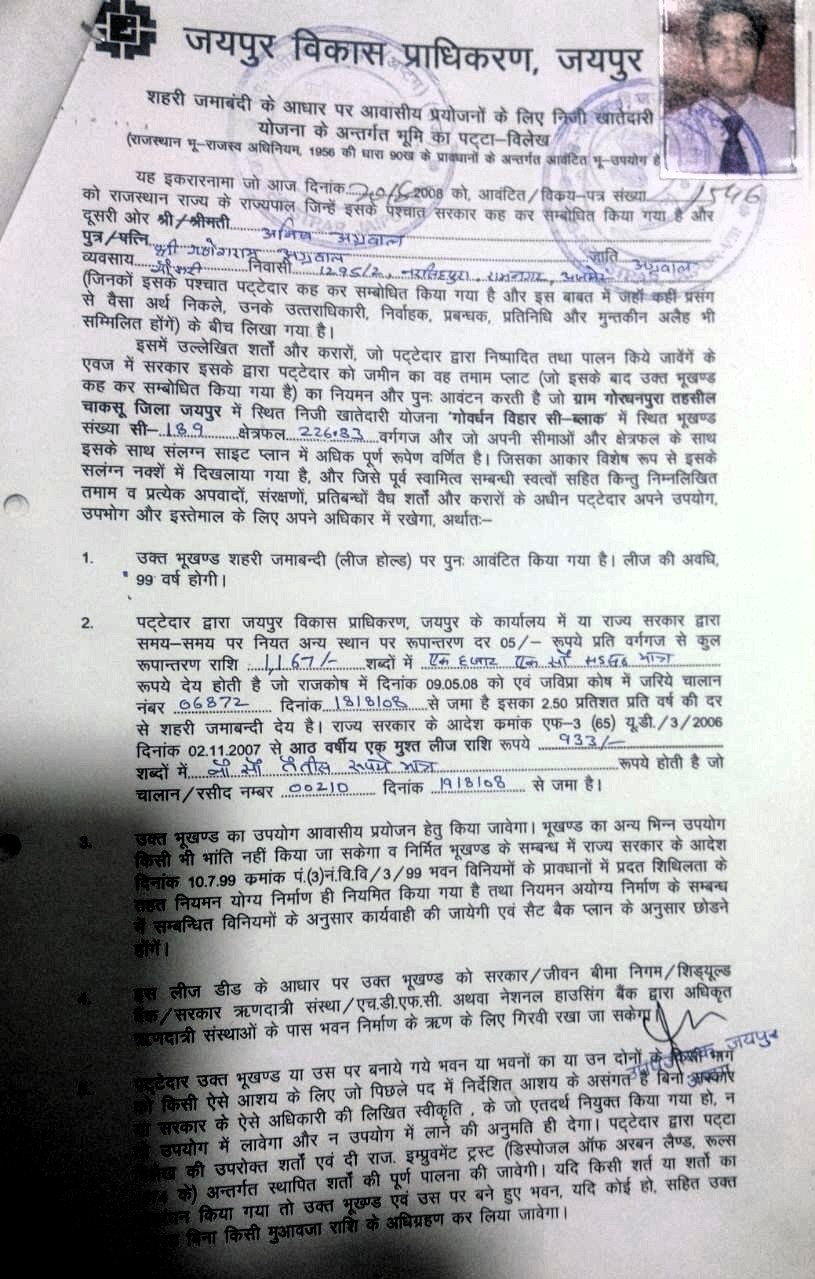 जयपुर विकास प्राधिकरण, जयपुर
शहरी जमाबंदी के आधार पर आवासीय प्रयोजनों के लिए निजी खातेदारी
योजना के अन्तर्गत भूमि का पट्टा-विलेख
(राजस्थान भू-राजस्व अधिनियम, 1956 की धारा 90ख के प्रावधानों के अन्तर्गत आवंटित भू-उपयोग हे
यह इकरारनामा जो आज दिनांक 2008 को, आवंटित/विक्रय-पत्र संख्या 1546
को राजस्थान राज्य के राज्यपाल जिन्हें इसके पश्चात सरकार कह कर सम्बोधित किया गया है और
दूसरी ओर श्री/श्रीमती अनिल अग्रवाल
पुत्र/पत्नि श्री अग्रवाल जाति अग्रवाल
व्यवसाय नौकरी निवासी 1295/2, नरसिंहपुरा रामनगर, अजमेर
(जिनकों इसके पश्चात पट्टेदार कह कर सम्बोधित किया गया है और इस बाबत में जहाँ कहीं प्रसंग
से वैसा अर्थ निकले, उनके उत्तराधिकारी, निर्वाहक, प्रबन्धक, प्रतिनिधि और मुन्तकीन अलैह भी
सम्मिलित होंगें) के बीच लिखा गया है।
इसमें उल्लेखित शर्तो और करारों, जो पट्टेदार द्वारा निष्पादित तथा पालन किये जावेंगें के
एवज में सरकार इसके द्वारा पट्टेदार को जमीन का वह तमाम प्लाट (जो इसके बाद उक्त भूखण्ड
कह कर सम्बोधित किया गया है) का नियमन और पुनः आवंटन करती है जो ग्राम गोरधनपुरा तहसील
चाकसू जिला जयपुर में स्थित निजी खातेदारी योजना 'गोवर्धन विहार सी-ब्लाक' में स्थित भूखण्ड
संख्या सी- 189 क्षेत्रफल 226.83 वर्गगज और जो अपनी सीमाओं और क्षेत्रफल के साथ
इसके साथ संलग्न साइट प्लान में अधिक पूर्ण रूपेण वर्णित है। जिसका आकार विशेष रूप से इसके
सलंग्न नक्शें में दिखलाया गया है, और जिसे पूर्व स्वामित्व सम्बन्धी स्वत्वों सहित किन्तु निम्नलिखित
तमाम व प्रत्येक अपवादों, संरक्षणों, प्रतिबन्धों वैध शर्तो और करारों के अधीन पट्टेदार अपने उपयोग,
उपभोग और इस्तेमाल के लिए अपने अधिकार में रखेगा, अर्थातः-
1. उक्त भूखण्ड शहरी जमाबन्दी (लीज होल्ड) पर पुनः आवंटित किया गया है। लीज की अवधि,
99 वर्ष होगी।
2. पट्टेदार द्वारा जयपुर विकास प्राधिकरण, जयपुर के कार्यालय में या राज्य सरकार द्वारा
समय-समय पर नियत अन्य स्थान पर रूपान्तरण दर 05/- रूपये प्रति वर्गगज से कुल
रूपान्तरण राशि 1,167/- शब्दों में एक हजार एक सौ सड़सठ मात्र
रूपये देय होती है जो राजकोष में दिनांक 09.05.08 को एवं जविप्रा कोष में जरिये चालान
नंबर 06872 दिनांक 18/8/08 से जमा है इसका 2.50 प्रतिशत प्रति वर्ष की दर
से शहरी जमाबन्दी देय है। राज्य सरकार के आदेश कमांक एफ-3 (65) यू.डी./3/2006
दिनांक 02.11.2007 से आठ वर्षीय एक मुश्त लीज राशि रूपये 933/-
शब्दों में नौ सौ तैतीस रूपये मात्र रूपये होती है जो
चालान/रसीद नम्बर 00210 दिनांक 19/8/08 से जमा है।
3. उक्त भूखण्ड का उपयोग आवासीय प्रयोजन हेतु किया जावेगा। भूखण्ड का अन्य भिन्न उपयोग
किसी भी भांति नहीं किया जा सकेगा व निर्मित भूखण्ड के सम्बन्ध में राज्य सरकार के आदेश
दिनांक 10.7.99 कमांक पं.(3)नं.वि.वि/3/99 भवन विनियमों के प्रावधानों में प्रदत शिथिलता के
तहत नियमन योग्य निर्माण ही नियमित किया गया है तथा नियमन अयोग्य निर्माण के सम्बन्ध
में सम्बन्धित विनियमों के अनुसार कार्यवाही की जायेगी एवं सैट बैक प्लान के अनुसार छोडने
होंगें।
4. इस लीज डीड के आधार पर उक्त भूखण्ड को सरकार/जीवन बीमा निगम/शिड्यूल्ड
बैंक/सरकार ऋणदात्री संस्था/एच.डी.एफ.सी. अथवा नेशनल हाउसिंग बैंक द्वारा अधिकृत
ऋणदात्री संस्थाओं के पास भवन निर्माण के ऋण के लिए गिरवी रखा जा सकेगा।
जयपुर
पट्टेदार उक्त भूखण्ड या उस पर बनाये गये भवन या भवनों का या उन दोनों के किसी भाग
को किसी ऐसे आशय के लिए जो पिछले पद में निर्देशित आशय के असंगत है बिना सरकार
सरकार के ऐसे अधिकारी की लिखित स्वीकृति, के जो एतदर्थ नियुक्त किया गया हो, न
उपयोग में लावेगा और न उपयोग में लाने की अनुमति ही देगा। पट्टेदार द्वारा पट्टा
की उपरोक्त शर्तो एवं दी राज. इम्प्रुवमेंट ट्रस्ट (डिस्पोजल ऑफ अरबन लैण्ड, रूल्स
के) अन्तर्गत स्थापित शर्तो की पूर्ण पालना की जावेगी। यदि किसी शर्त या शर्तो का
किया गया तो उक्त भूखण्ड एवं उस पर बने हुए भवन, यदि कोई हो, सहित उक्त
बिना किसी मुआवजा राशि के अधिग्रहण कर लिया जावेगा।